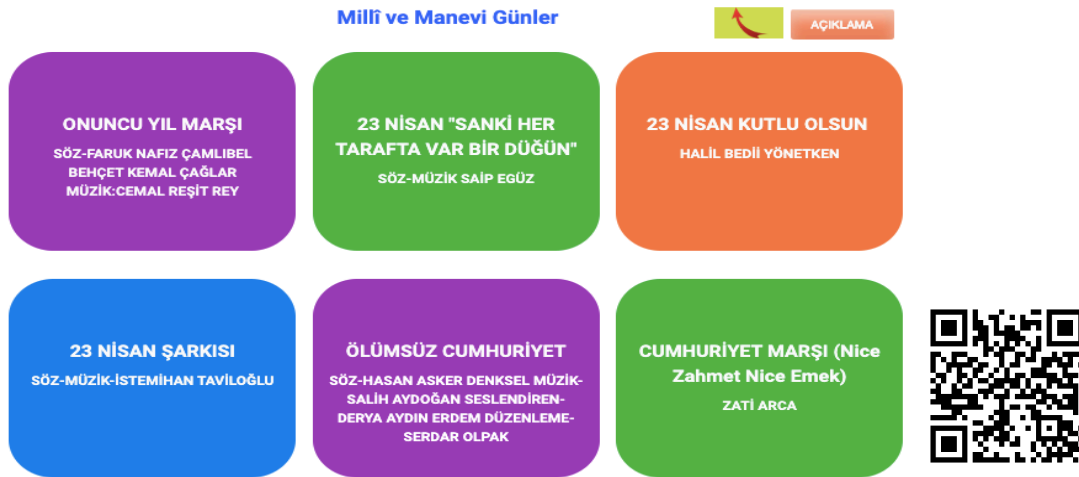 Millî ve Manevi Günler
AÇIKLAMA
ONUNCU YIL MARŞI
SÖZ-FARUK NAFIZ ÇAMLIBEL
BEHÇET KEMAL ÇAĞLAR
MÜZİK:CEMAL REŞİT REY
23 NİSAN "SANKİ HER
TARAFTA VAR BİR DÜĞÜN"
SÖZ-MÜZİK SAİP EGÜZ
23 NİSAN KUTLU OLSUN
HALİL BEDİİ YÖNETKEN
23 NİSAN ŞARKISI
SÖZ-MÜZİK-İSTEMİHAN TAVİLOĞLU
ÖLÜMSÜZ CUMHURİYET
SÖZ-HASAN ASKER DENKSEL MÜZİK-
SALİH AYDOĞAN SESLENDİREN-
DERYA AYDIN ERDEM DÜZENLEME-
SERDAR OLPAK
CUMHURİYET MARŞI (Nice
Zahmet Nice Emek)
ZATİ ARCA